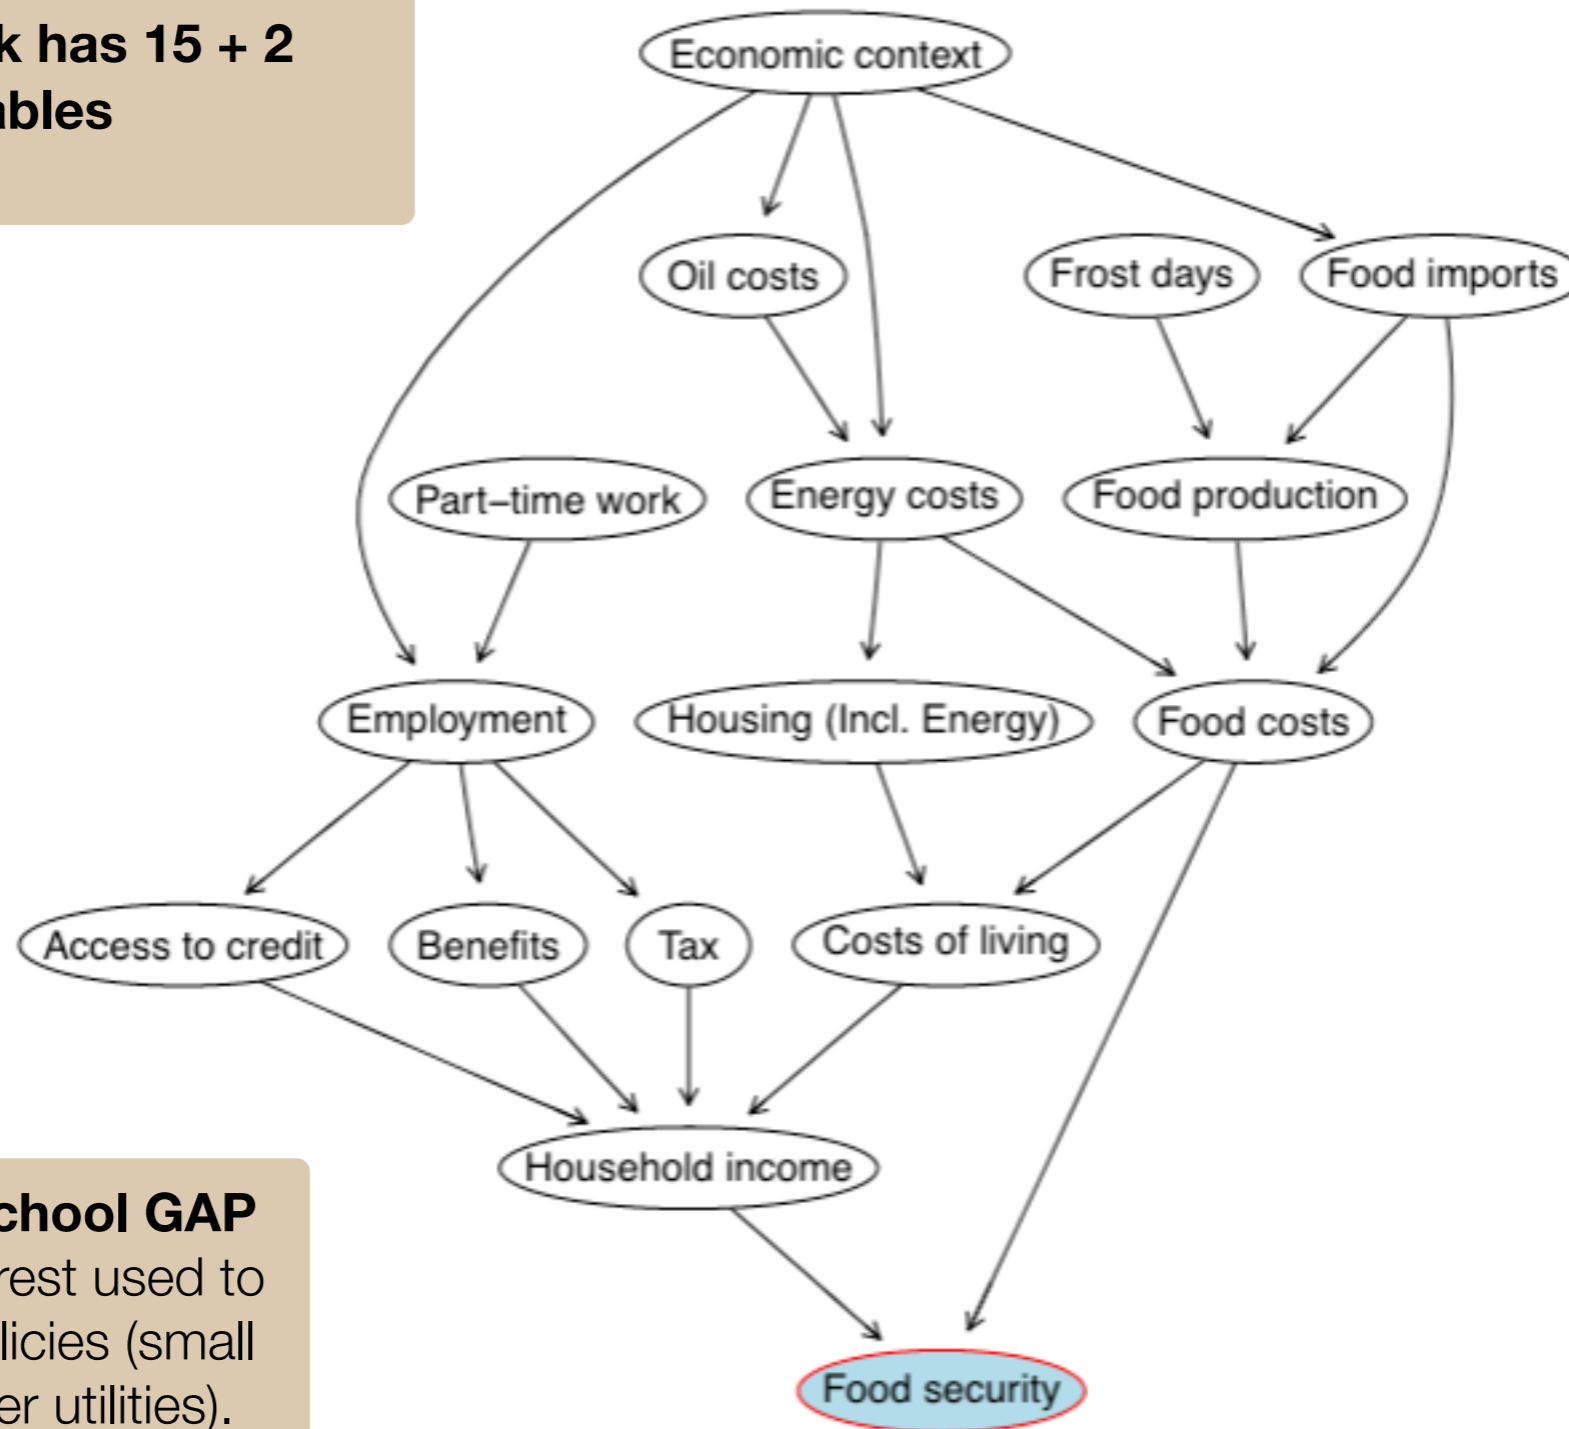 k has 15 + 2
ables
Economic context
Oil costs
Frost days
Food imports
Part–time work
Energy costs
Food production
Employment
Housing (Incl. Energy)
Food costs
Access to credit
Benefits
Tax
Costs of living
Household income
chool GAP
rest used to
licies (small
er utilities).
Food security